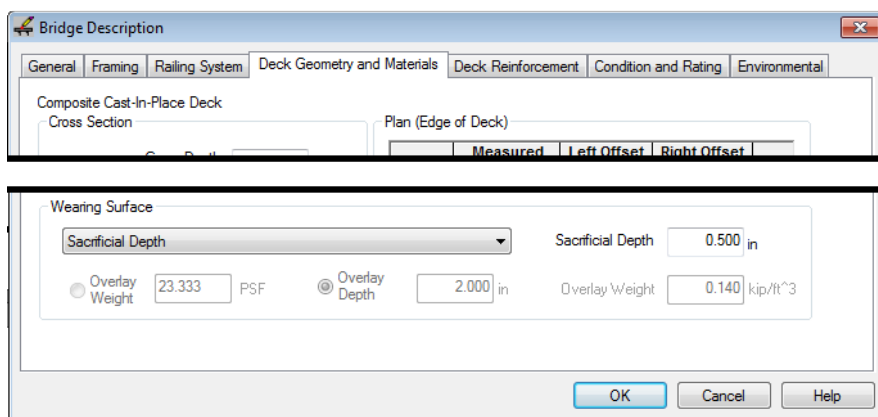 Bridge Description
General Framing Railing System Deck Geometry and Materials Deck Reinforcement Condition and Rating Environmental
Composite Cast-In-Place Deck
Cross Section Plan (Edge of Deck)
Measured Left Offset Right Offset
Wearing Surface
Sacrificial Depth Sacrificial Depth 0.500 in
Overlay Weight 23.333 PSF Overlay Depth 2.000 in Overlay Weight 0.140 kip/ft^3
OK Cancel Help